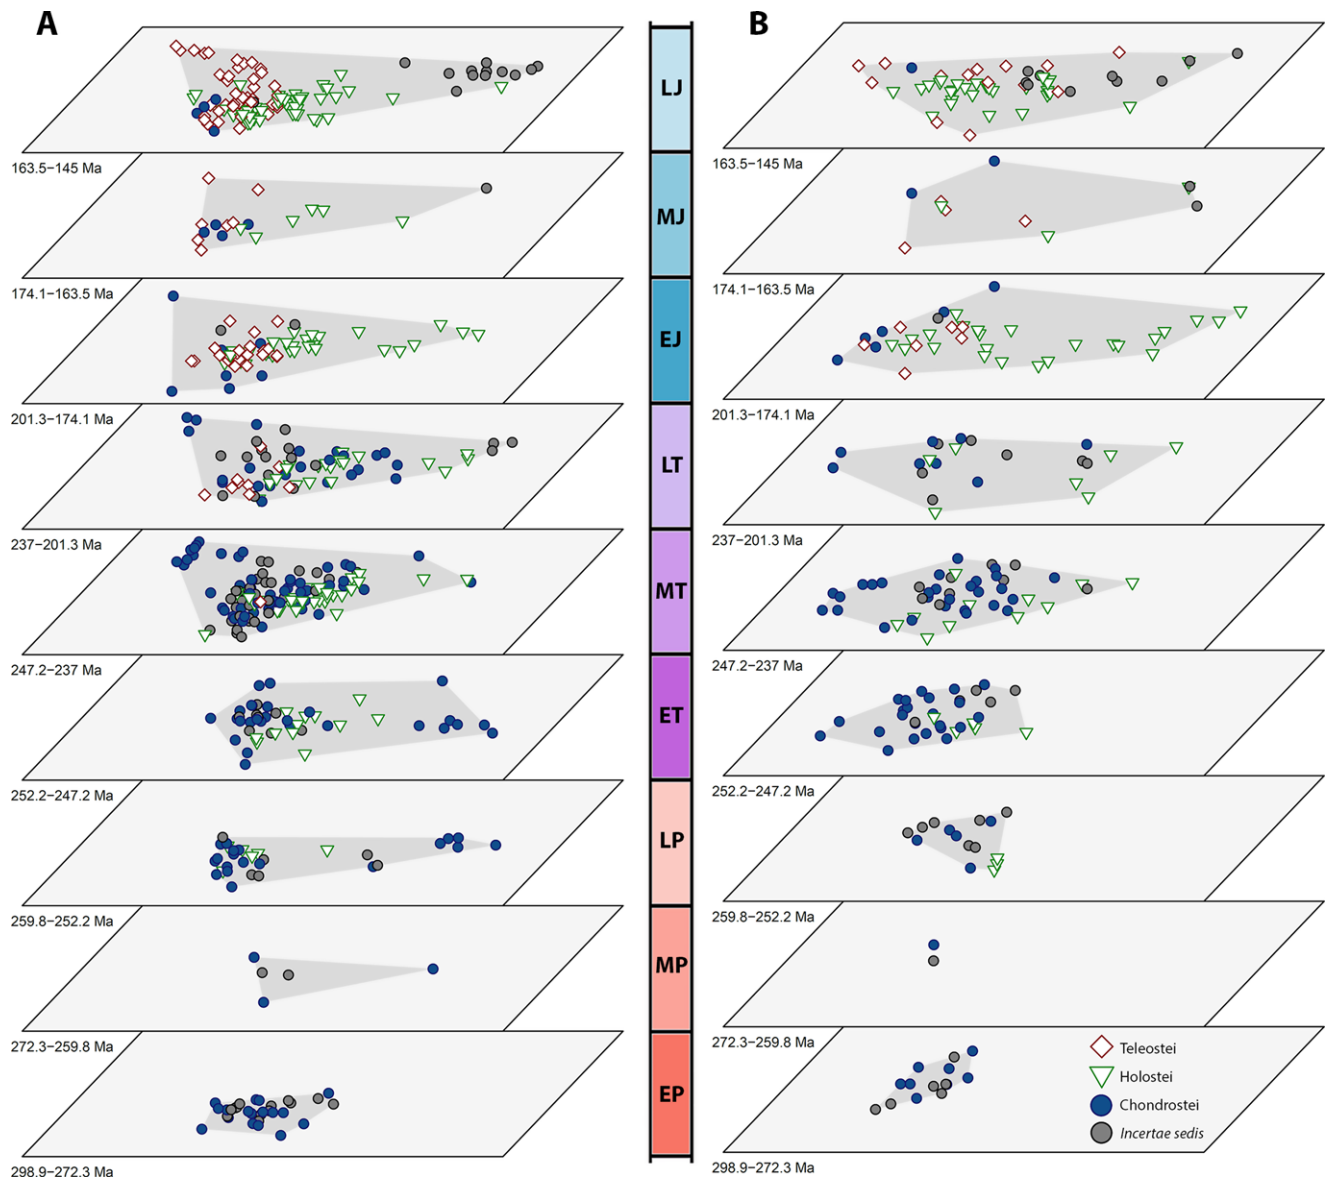 A
B
LJ
163.5–145 Ma
163.5–145 Ma
MJ
174.1–163.5 Ma
174.1–163.5 Ma
EJ
201.3–174.1 Ma
201.3–174.1 Ma
LT
237–201.3 Ma
237–201.3 Ma
MT
247.2–237 Ma
247.2–237 Ma
ET
252.2–247.2 Ma
252.2–247.2 Ma
LP
259.8–252.2 Ma
259.8–252.2 Ma
MP
272.3–259.8 Ma
272.3–259.8 Ma
EP
Teleostei
Holostei
Chondrostei
Incertae sedis
298.9–272.3 Ma
298.9–272.3 Ma